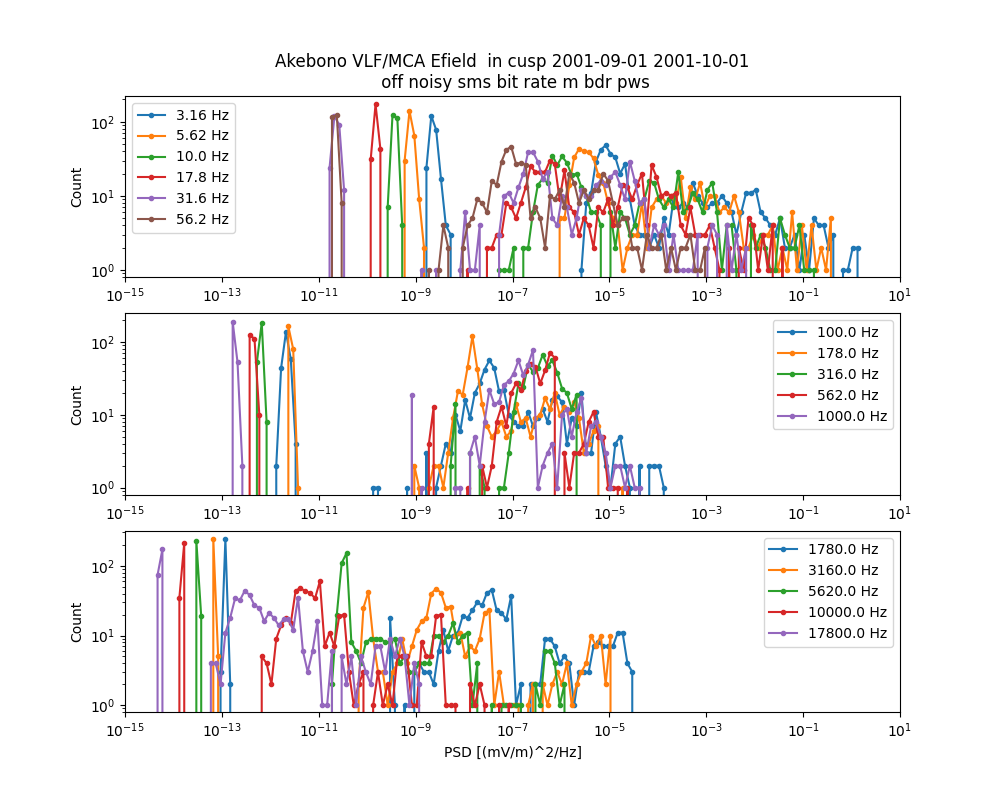 Akebono VLF/MCA Efield  in cusp 2001-09-01 2001-10-01
off noisy sms bit rate m bdr pws
Count
10^2
10^1
10^0
3.16 Hz
5.62 Hz
10.0 Hz
17.8 Hz
31.6 Hz
56.2 Hz
10^−15 10^−13 10^−11 10^−9 10^−7 10^−5 10^−3 10^−1 10^1
Count
10^2
10^1
10^0
100.0 Hz
178.0 Hz
316.0 Hz
562.0 Hz
1000.0 Hz
10^−15 10^−13 10^−11 10^−9 10^−7 10^−5 10^−3 10^−1 10^1
Count
10^2
10^1
10^0
1780.0 Hz
3160.0 Hz
5620.0 Hz
10000.0 Hz
17800.0 Hz
10^−15 10^−13 10^−11 10^−9 10^−7 10^−5 10^−3 10^−1 10^1
PSD [(mV/m)^2/Hz]